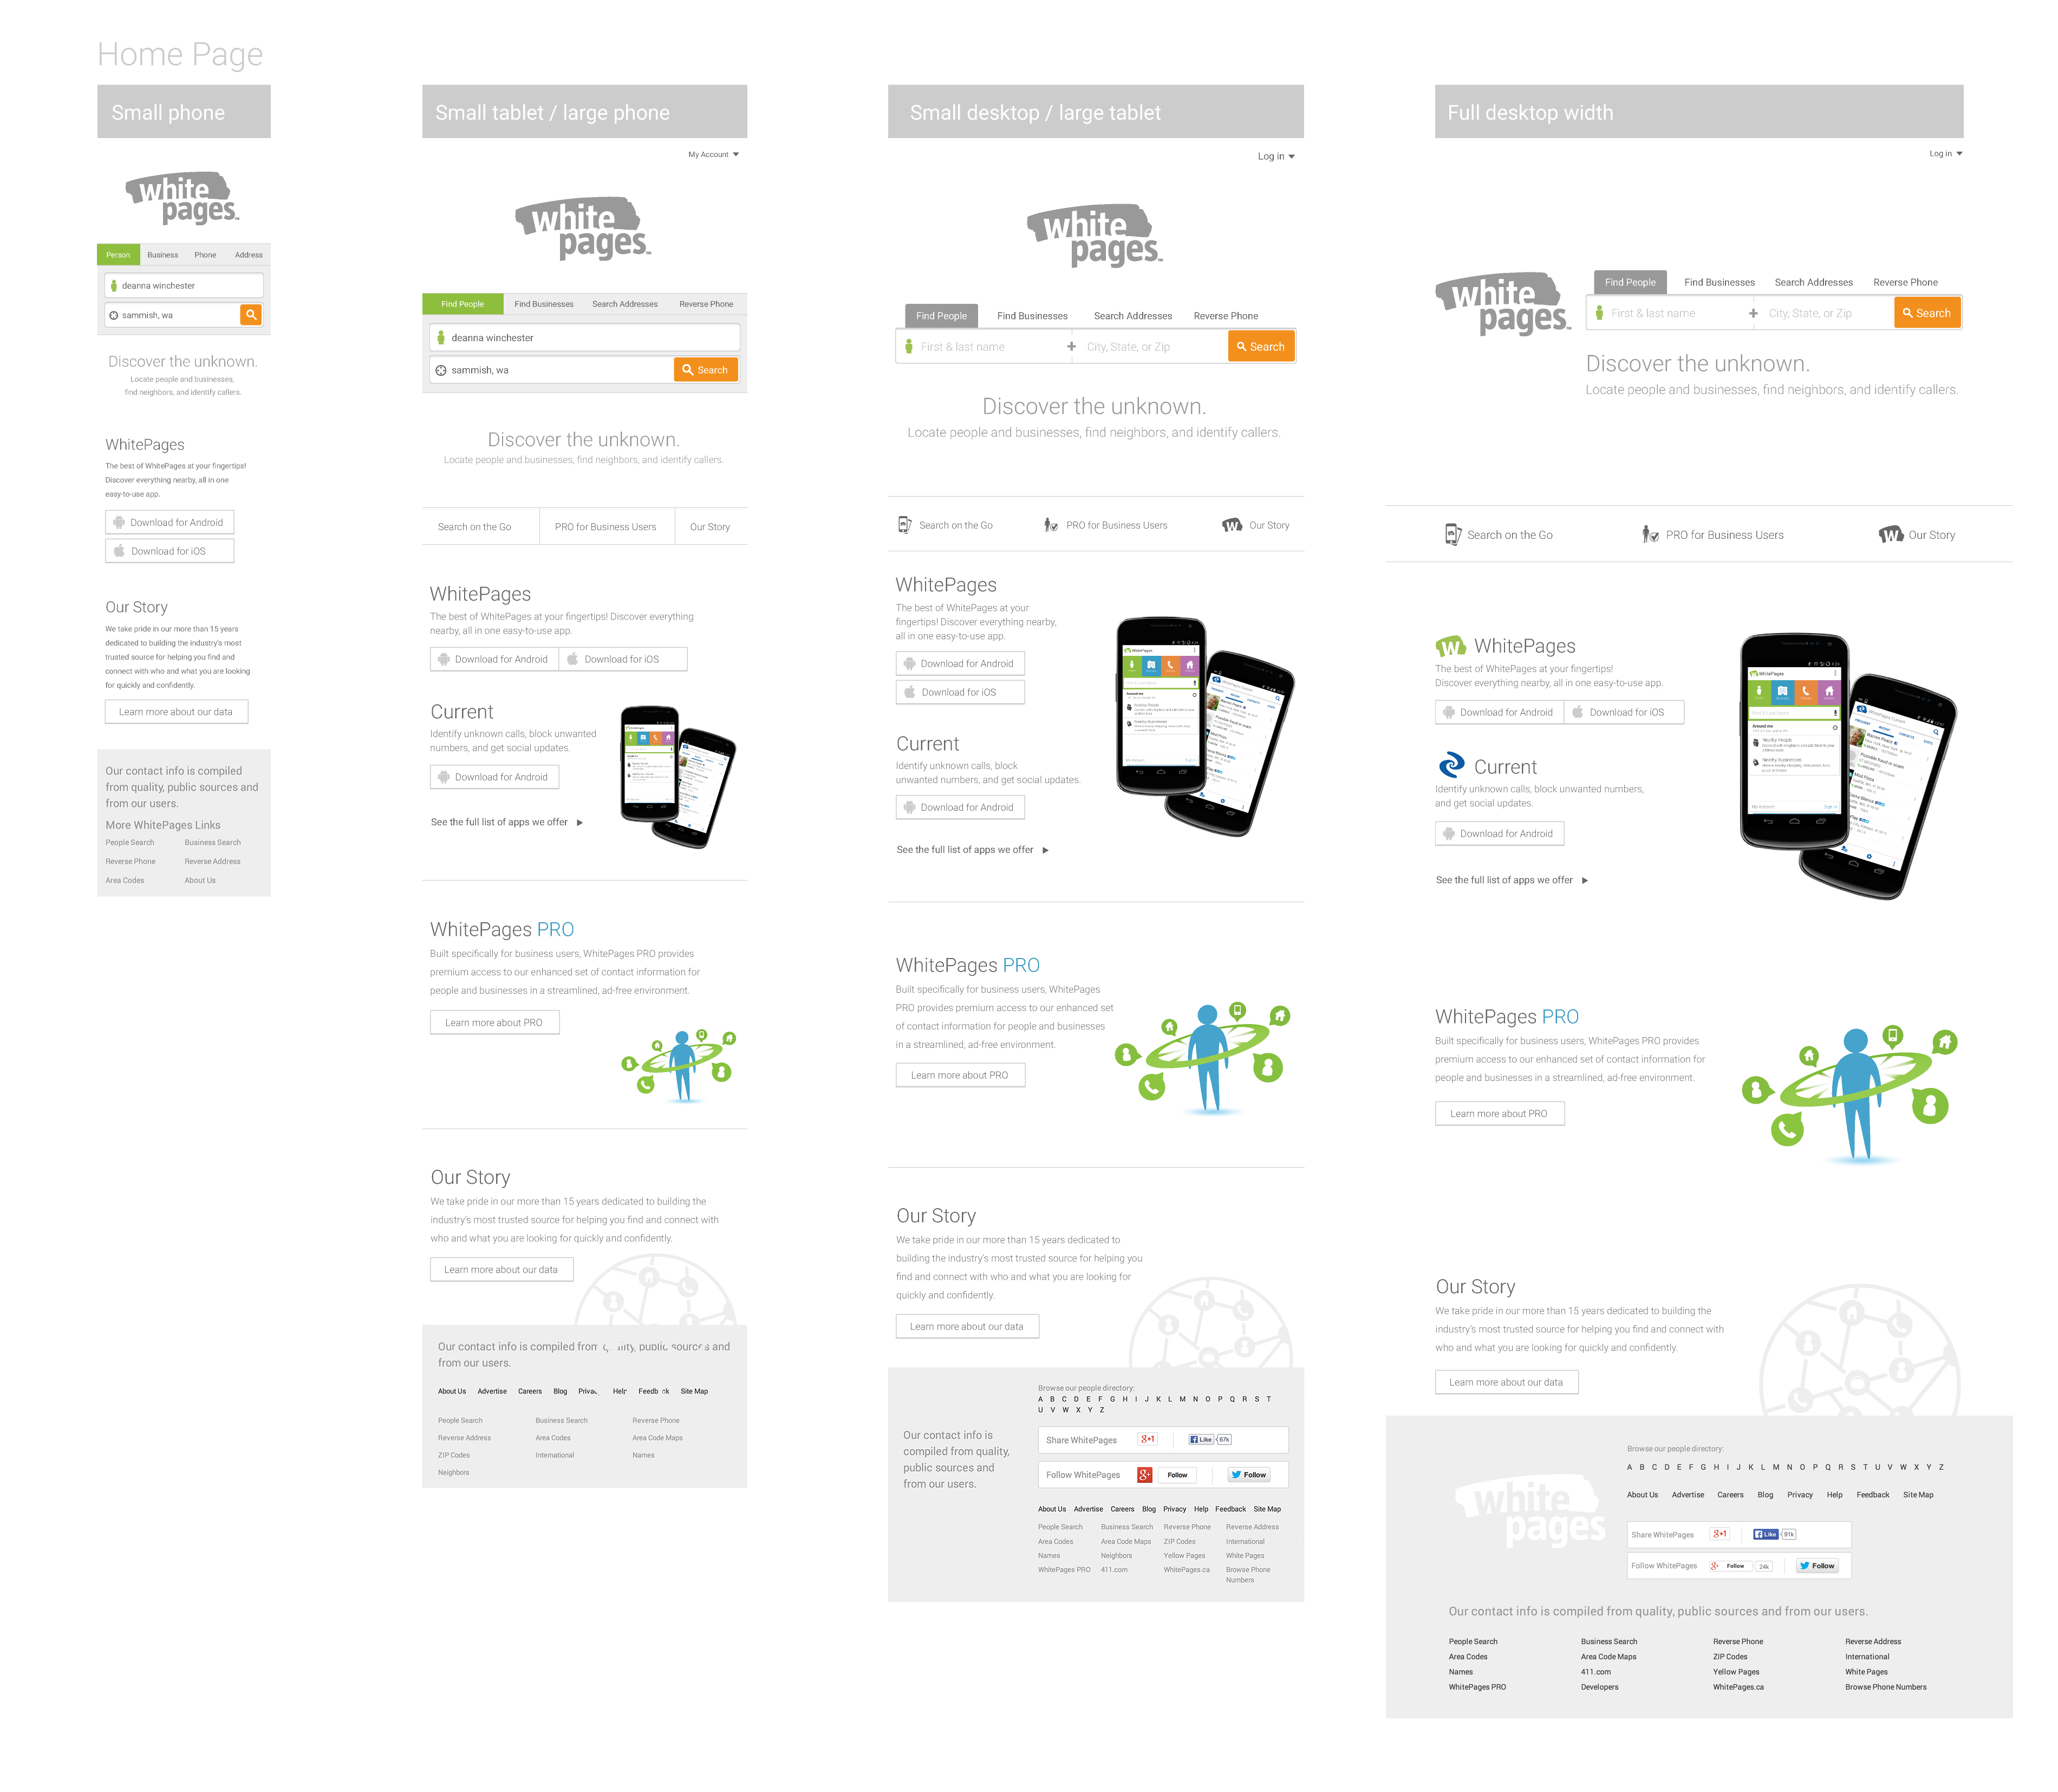 Home Page
Small phone
white
pages
Person Business Phone Address
deanna winchester
sammish, wa
Discover the unknown.
Locate people and businesses,
find neighbors, and identify callers.
WhitePages
The best of WhitePages at your fingertips!
Discover everything nearby, all in one
easy-to-use app.
Download for Android
Download for iOS
Our Story
We take pride in our more than 15 years
dedicated to building the industry's most
trusted source for helping you find and
connect with who and what you are looking
for quickly and confidently.
Learn more about our data
Our contact info is compiled
from quality, public sources and
from our users.
More WhitePages Links
People Search Business Search
Reverse Phone Reverse Address
Area Codes About Us
Small tablet / large phone
My Account
white
pages
Find People Find Businesses Search Addresses Reverse Phone
deanna winchester
sammish, wa Search
Discover the unknown.
Locate people and businesses, find neighbors, and identify callers.
Search on the Go PRO for Business Users Our Story
WhitePages
The best of WhitePages at your fingertips! Discover everything
nearby, all in one easy-to-use app.
Download for Android Download for iOS
Current
Identify unknown calls, block unwanted
numbers, and get social updates.
Download for Android
See the full list of apps we offer
WhitePages PRO
Built specifically for business users, WhitePages PRO provides
premium access to our enhanced set of contact information for
people and businesses in a streamlined, ad-free environment.
Learn more about PRO
Our Story
We take pride in our more than 15 years dedicated to building the
industry's most trusted source for helping you find and connect with
who and what you are looking for quickly and confidently.
Learn more about our data
Our contact info is compiled from quality, public sources and
from our users.
About Us Advertise Careers Blog Privacy Help Feedback Site Map
People Search Business Search Reverse Phone
Reverse Address Area Codes Area Code Maps
ZIP Codes International Names
Neighbors
Small desktop / large tablet
Log in
white
pages
Find People Find Businesses Search Addresses Reverse Phone
First & last name + City, State, or Zip Search
Discover the unknown.
Locate people and businesses, find neighbors, and identify callers.
Search on the Go PRO for Business Users Our Story
WhitePages
The best of WhitePages at your
fingertips! Discover everything nearby,
all in one easy-to-use app.
Download for Android
Download for iOS
Current
Identify unknown calls, block
unwanted numbers, and get social updates.
Download for Android
See the full list of apps we offer
WhitePages PRO
Built specifically for business users, WhitePages
PRO provides premium access to our enhanced set
of contact information for people and businesses
in a streamlined, ad-free environment.
Learn more about PRO
Our Story
We take pride in our more than 15 years dedicated to
building the industry's most trusted source for helping you
find and connect with who and what you are looking for
quickly and confidently.
Learn more about our data
Our contact info is
compiled from quality,
public sources and
from our users.
Browse our people directory:
A B C D E F G H I J K L M N O P Q R S T
U V W X Y Z
Share WhitePages g+1 Like 67k
Follow WhitePages g+ Follow Follow
About Us Advertise Careers Blog Privacy Help Feedback Site Map
People Search Business Search Reverse Phone Reverse Address
Area Codes Area Code Maps ZIP Codes International
Names Neighbors Yellow Pages White Pages
WhitePages PRO 411.com WhitePages.ca Browse Phone
Numbers
Full desktop width
Log in
white
pages
Find People Find Businesses Search Addresses Reverse Phone
First & last name + City, State, or Zip Search
Discover the unknown.
Locate people and businesses, find neighbors, and identify callers.
Search on the Go PRO for Business Users Our Story
WhitePages
The best of WhitePages at your fingertips!
Discover everything nearby, all in one easy-to-use app.
Download for Android Download for iOS
Current
Identify unknown calls, block unwanted numbers,
and get social updates.
Download for Android
See the full list of apps we offer
WhitePages
Around me
Nearby People
Nearby Businesses
My Account Sign in
WhitePages PRO
Built specifically for business users, WhitePages PRO provides
premium access to our enhanced set of contact information for
people and businesses in a streamlined, ad-free environment.
Learn more about PRO
Our Story
We take pride in our more than 15 years dedicated to building the
industry's most trusted source for helping you find and connect with
who and what you are looking for quickly and confidently.
Learn more about our data
white
pages
Browse our people directory:
A B C D E F G H I J K L M N O P Q R S T U V W X Y Z
About Us Advertise Careers Blog Privacy Help Feedback Site Map
Share WhitePages g+1 Like 91k
Follow WhitePages g+ Follow 24k Follow
Our contact info is compiled from quality, public sources and from our users.
People Search Business Search Reverse Phone Reverse Address
Area Codes Area Code Maps ZIP Codes International
Names 411.com Yellow Pages White Pages
WhitePages PRO Developers WhitePages.ca Browse Phone Numbers